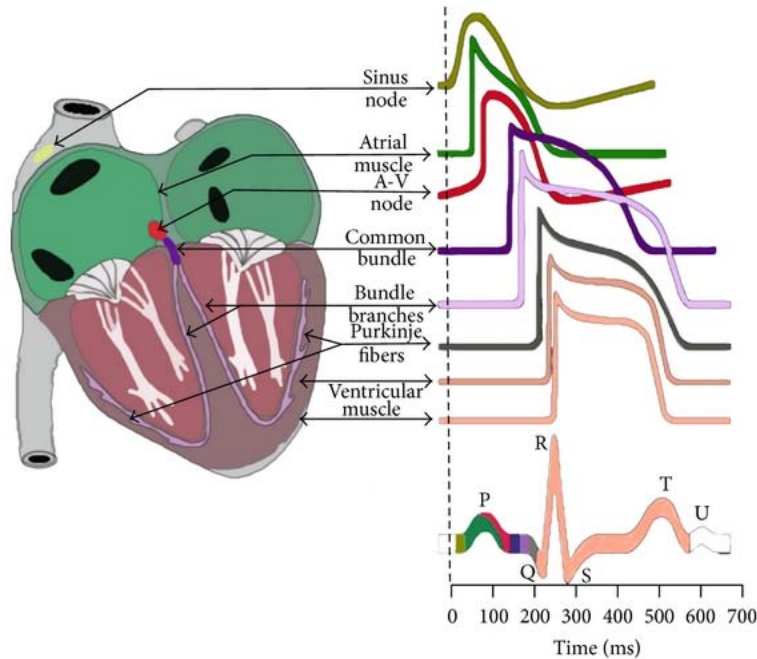 Sinus
node
Atrial
muscle
A-V
node
Common
bundle
Bundle
branches
Purkinje
fibers
Ventricular
muscle
R
P
T
U
Q
S
0 100 200 300 400 500 600 700
Time (ms)